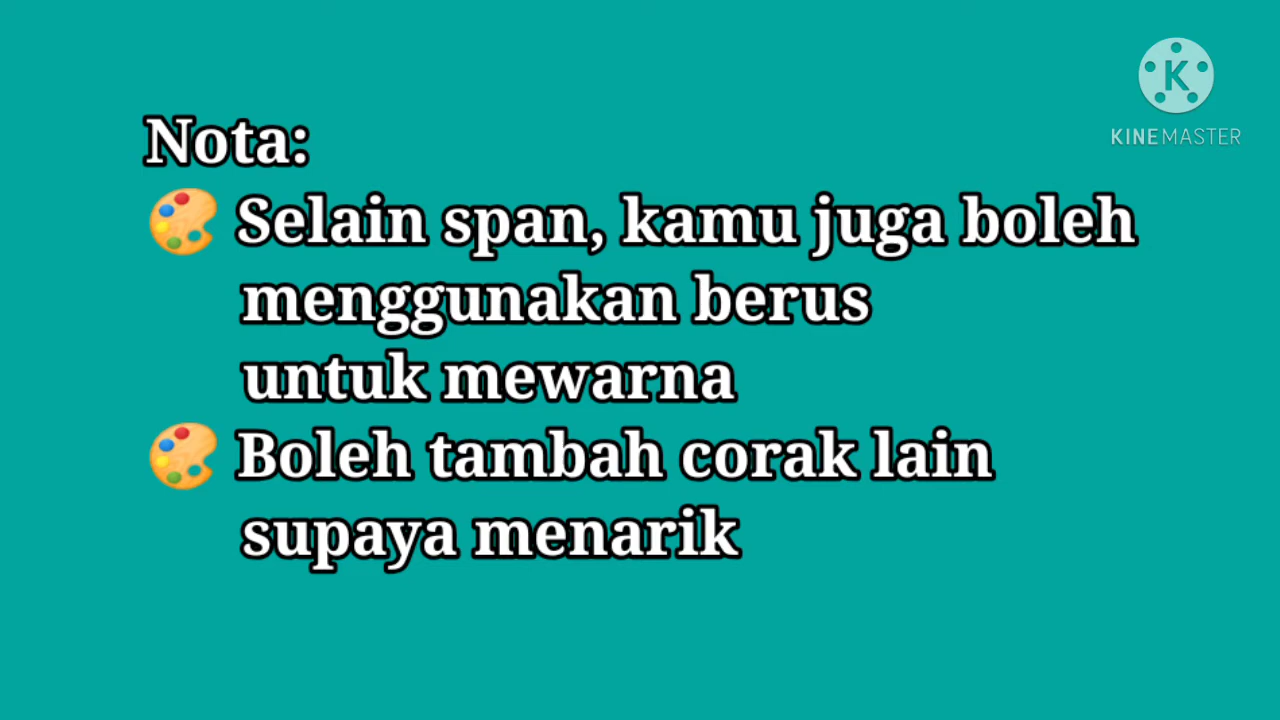 K
KINEMASTER
Nota:
🎨 Selain span, kamu juga boleh
menggunakan berus
untuk mewarna
🎨 Boleh tambah corak lain
supaya menarik